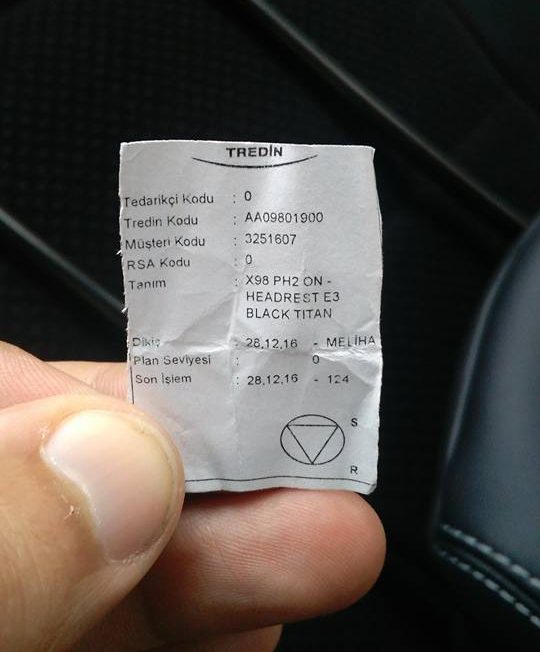 TREDİN
Tedarikçi Kodu : 0
Tredin Kodu : AA09801900
Müşteri Kodu : 3251607
RSA Kodu : 0
Tanım : X98 PH2 ON -
HEADREST E3
BLACK TITAN
Dikiş : 28,12,16 - MELİHA
Plan Seviyesi : 0
Son İşlem : 28,12,16 - 124
S
R